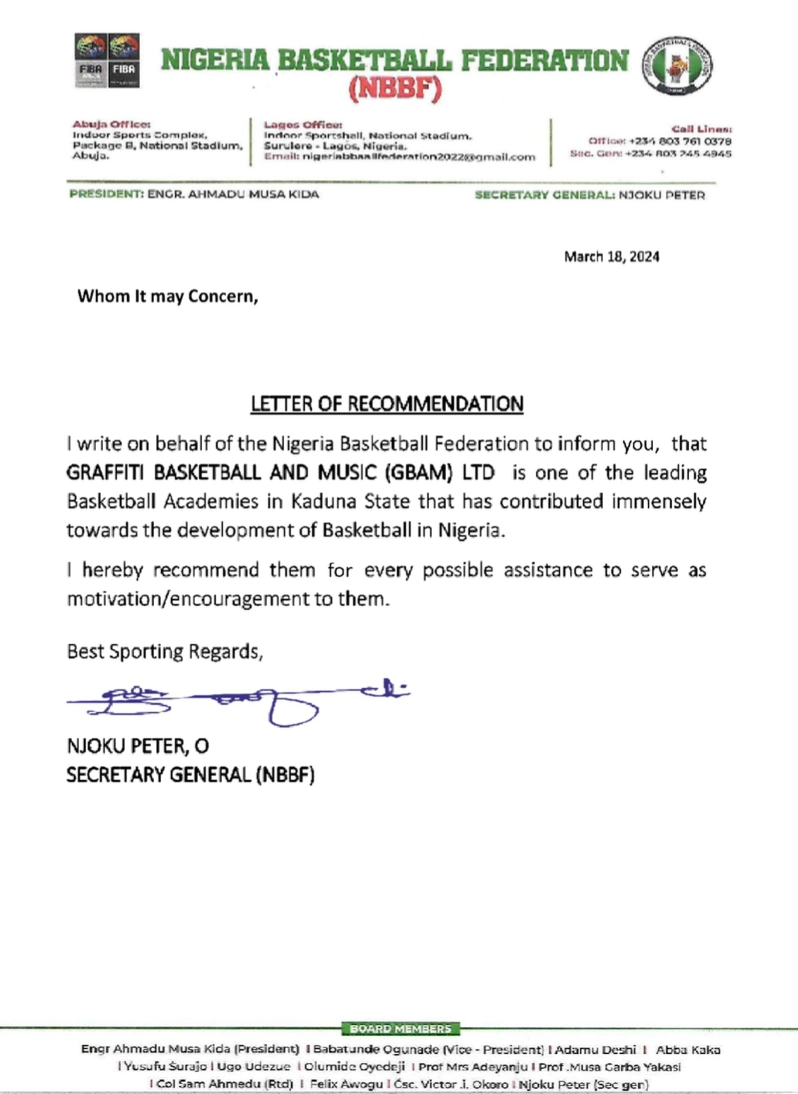 FIBA
FIBA
NIGERIA BASKETBALL FEDERATION
(NBBF)
Abuja Office:
Indoor Sports Complex,
Package B, National Stadium,
Abuja.
Lagos Office:
Indoor Sportshall, National Stadium.
Surulere - Lagos, Nigeria.
Email:
Call Lines:
Office: +234 803 761 0378
Sec. Gen: +234 803 745 4945
PRESIDENT: ENGR. AHMADU MUSA KIDA
SECRETARY GENERAL: NJOKU PETER
March 18, 2024
Whom It may Concern,
LETTER OF RECOMMENDATION
I write on behalf of the Nigeria Basketball Federation to inform you, that
GRAFFITI BASKETBALL AND MUSIC (GBAM) LTD is one of the leading
Basketball Academies in Kaduna State that has contributed immensely
towards the development of Basketball in Nigeria.
I hereby recommend them for every possible assistance to serve as
motivation/encouragement to them.
Best Sporting Regards,
NJOKU PETER, O
SECRETARY GENERAL (NBBF)
BOARD MEMBERS
Engr Ahmadu Musa Kida (President) I Babatunde Ogunade (Vice - President) I Adamu Deshi I Abba Kaka
I Yusufu Surajo I Ugo Udezue I Olumide Oyedeji I Prof Mrs Adeyanju I Prof .Musa Garba Yakasi
I Col Sam Ahmedu (Rtd) I Felix Awogu I Csc. Victor .J. Okoro I Njoku Peter (Sec gen)